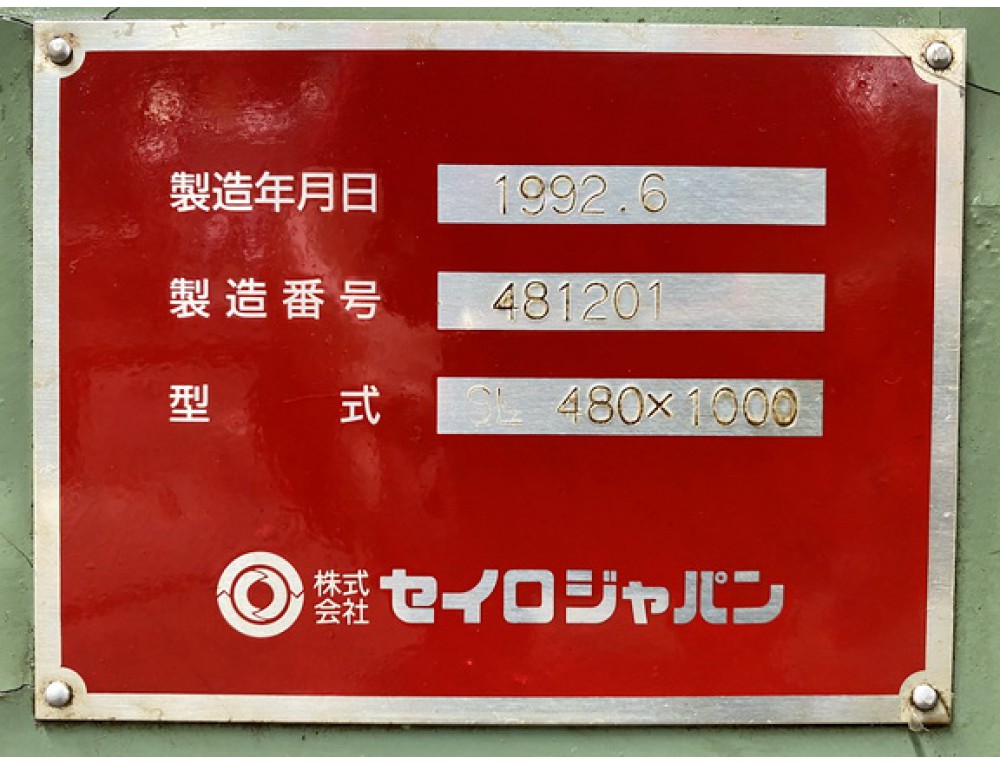 製造年月日 1992.6
製造番号 481201
型式 SL 480×1000
株式会社 セイロジャパン